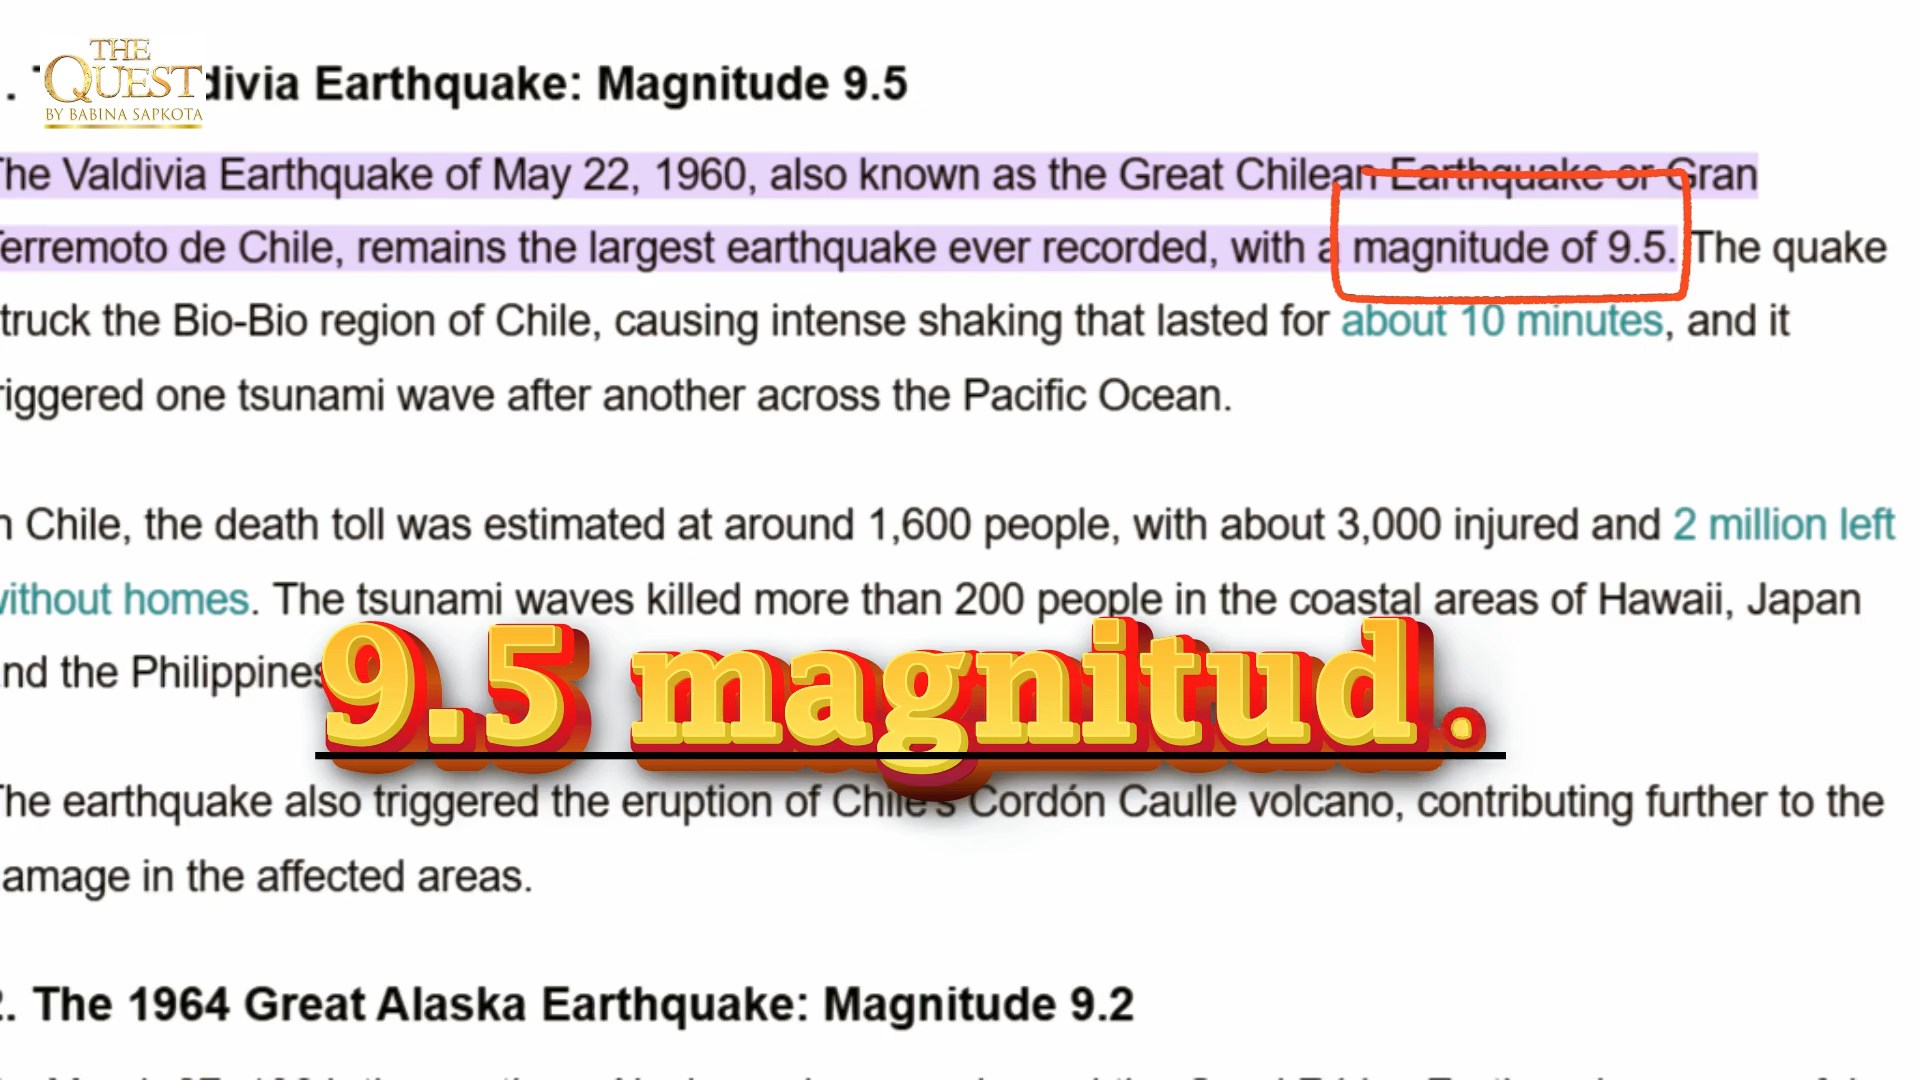 THE
QUEST
BY BABINA SAPKOTA
. divia Earthquake: Magnitude 9.5
The Valdivia Earthquake of May 22, 1960, also known as the Great Chilean Earthquake or Gran
Terremoto de Chile, remains the largest earthquake ever recorded, with a magnitude of 9.5. The quake
truck the Bio-Bio region of Chile, causing intense shaking that lasted for about 10 minutes, and it
riggered one tsunami wave after another across the Pacific Ocean.
n Chile, the death toll was estimated at around 1,600 people, with about 3,000 injured and 2 million left
without homes. The tsunami waves killed more than 200 people in the coastal areas of Hawaii, Japan
nd the Philippines
9.5 magnitud.
The earthquake also triggered the eruption of Chile's Cordón Caulle volcano, contributing further to the
amage in the affected areas.
2. The 1964 Great Alaska Earthquake: Magnitude 9.2